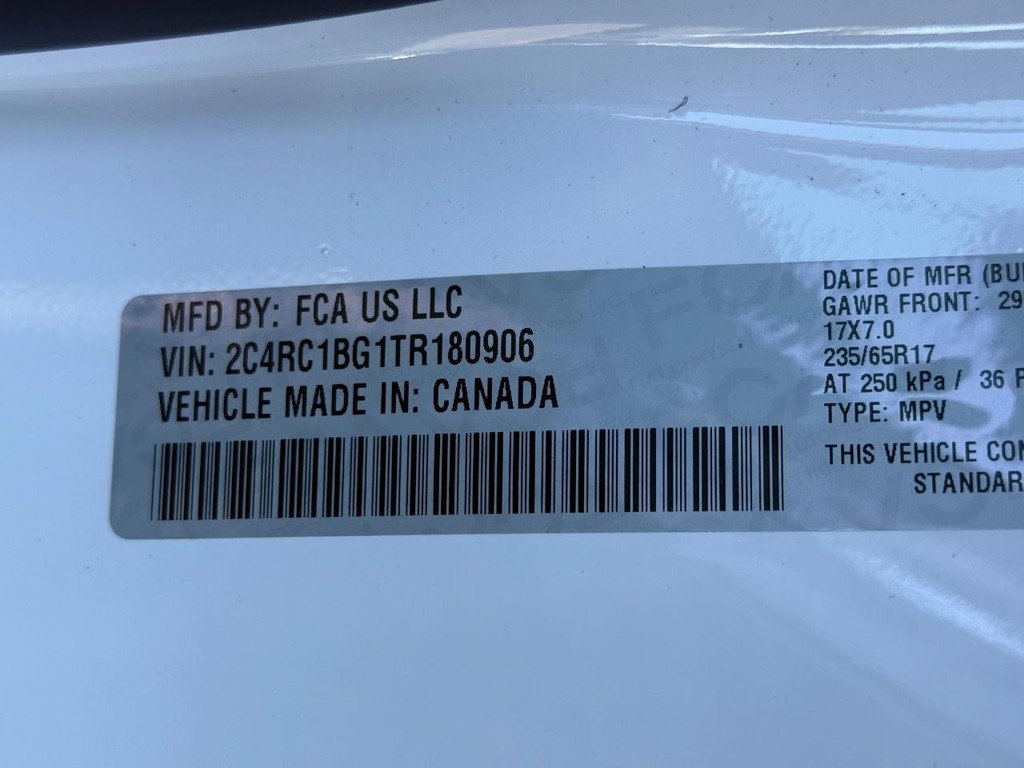 MFD BY: FCA US LLC
VIN: 2C4RC1BG1TR180906
VEHICLE MADE IN: CANADA
DATE OF MFR
GAWR FRONT:
17X7.0
235/65R17
AT 250 kPa / 36
TYPE: MPV
THIS VEHICLE